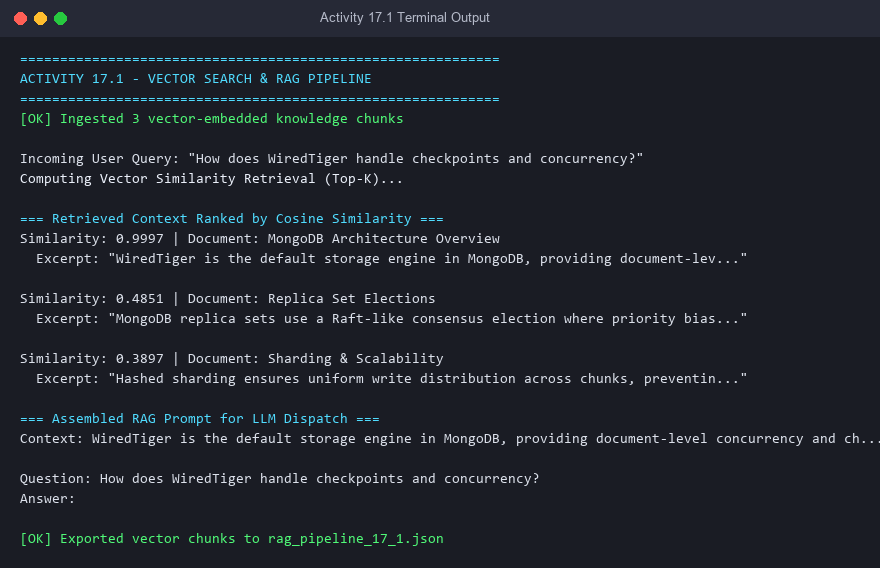 Activity 17.1 Terminal Output
============================================================
ACTIVITY 17.1 - VECTOR SEARCH & RAG PIPELINE
============================================================
[OK] Ingested 3 vector-embedded knowledge chunks
Incoming User Query: "How does WiredTiger handle checkpoints and concurrency?"
Computing Vector Similarity Retrieval (Top-K)...
=== Retrieved Context Ranked by Cosine Similarity ===
Similarity: 0.9997 | Document: MongoDB Architecture Overview
  Excerpt: "WiredTiger is the default storage engine in MongoDB, providing document-lev..."
Similarity: 0.4851 | Document: Replica Set Elections
  Excerpt: "MongoDB replica sets use a Raft-like consensus election where priority bias..."
Similarity: 0.3897 | Document: Sharding & Scalability
  Excerpt: "Hashed sharding ensures uniform write distribution across chunks, preventin..."
=== Assembled RAG Prompt for LLM Dispatch ===
Context: WiredTiger is the default storage engine in MongoDB, providing document-level concurrency and ch...
Question: How does WiredTiger handle checkpoints and concurrency?
Answer:
[OK] Exported vector chunks to rag_pipeline_17_1.json